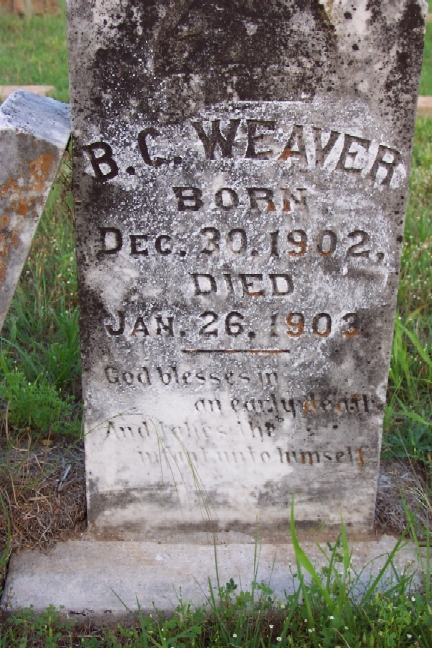 B. C. WEAVER
BORN
DEC. 30, 1902,
DIED
JAN. 26, 1903
God blesses in
an early death
And takes the
infant unto himself